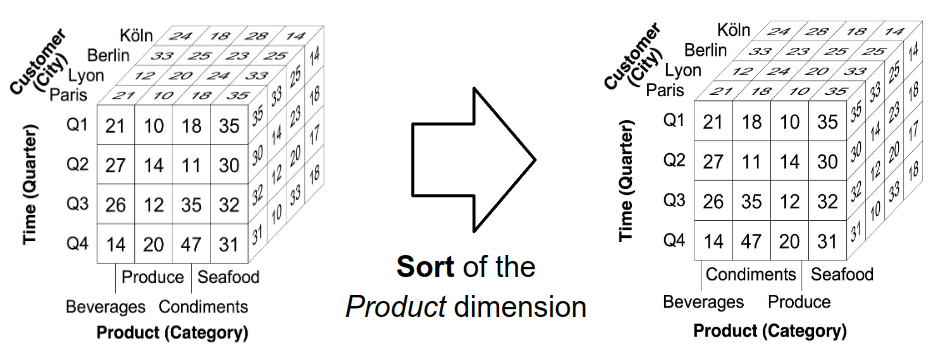 Customer
(City)
Köln 24 18 28 14
Berlin 33 25 23 25
Lyon 12 20 24 33
Paris 21 10 18 35
Time (Quarter)
Q1 21 10 18 35
Q2 27 14 11 30
Q3 26 12 35 32
Q4 14 20 47 31
35 33 25 14
30 14 23 18
32 12 20 17
31 10 33 18
Produce Seafood
Beverages Condiments
Product (Category)
Sort of the
Product dimension
Customer
(City)
Köln 24 28 18 14
Berlin 33 23 25 25
Lyon 12 24 20 33
Paris 21 18 10 35
Time (Quarter)
Q1 21 18 10 35
Q2 27 11 14 30
Q3 26 35 12 32
Q4 14 47 20 31
35 33 25 14
30 14 23 18
32 12 20 17
31 10 33 18
Condiments Seafood
Beverages Produce
Product (Category)